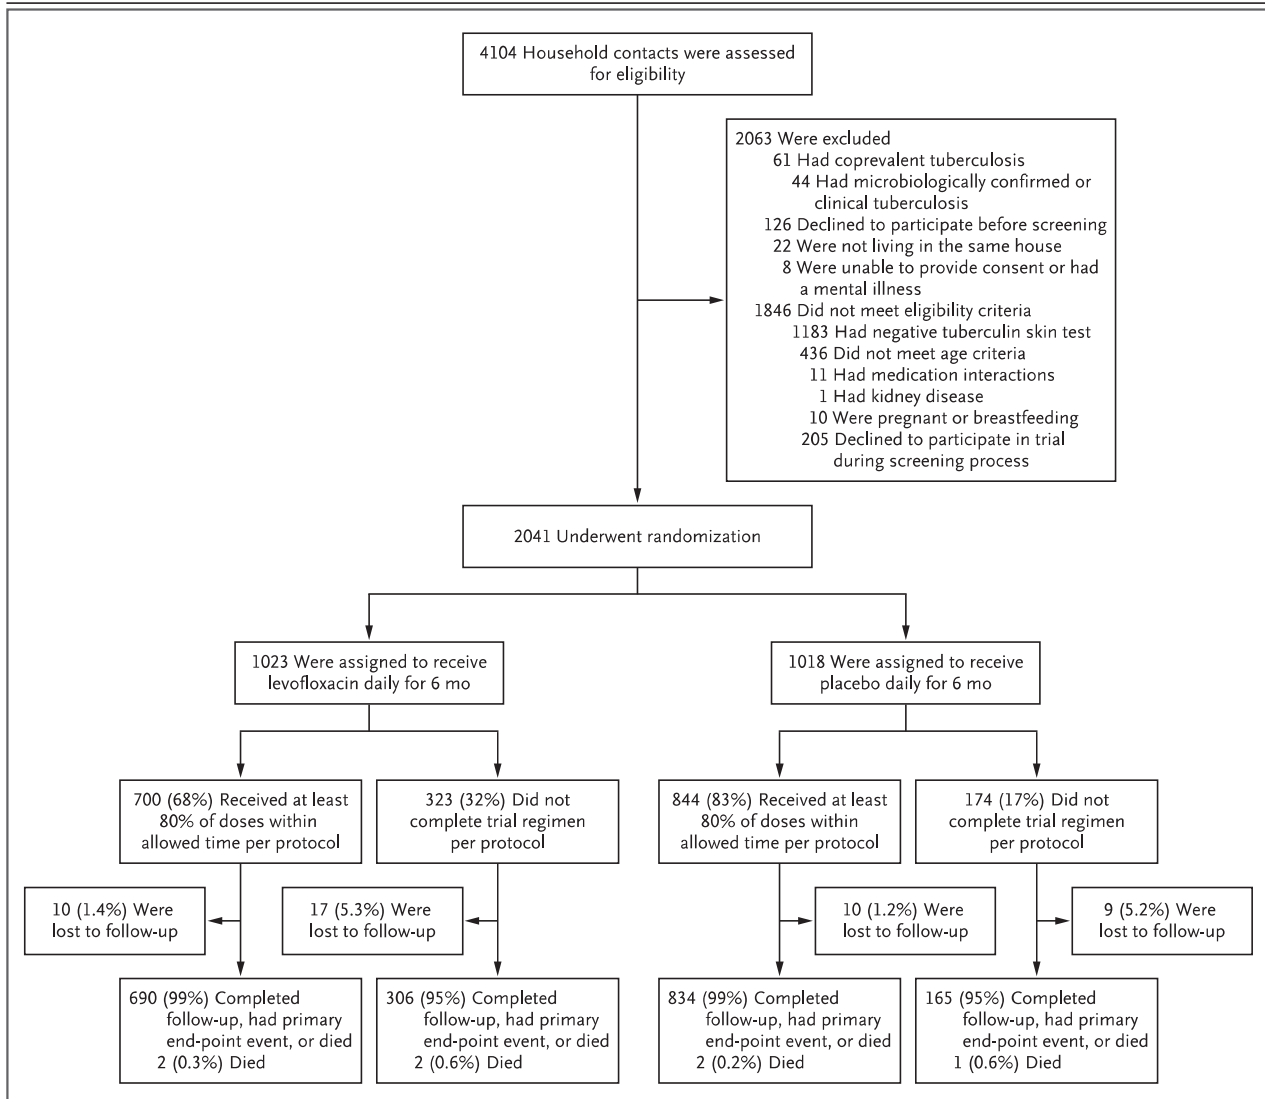 4104 Household contacts were assessed
for eligibility
2063 Were excluded
61 Had coprevalent tuberculosis
44 Had microbiologically confirmed or
clinical tuberculosis
126 Declined to participate before screening
22 Were not living in the same house
8 Were unable to provide consent or had
a mental illness
1846 Did not meet eligibility criteria
1183 Had negative tuberculin skin test
436 Did not meet age criteria
11 Had medication interactions
1 Had kidney disease
10 Were pregnant or breastfeeding
205 Declined to participate in trial
during screening process
2041 Underwent randomization
1023 Were assigned to receive
levofloxacin daily for 6 mo
1018 Were assigned to receive
placebo daily for 6 mo
700 (68%) Received at least
80% of doses within
allowed time per protocol
323 (32%) Did not
complete trial regimen
per protocol
844 (83%) Received at least
80% of doses within
allowed time per protocol
174 (17%) Did not
complete trial regimen
per protocol
10 (1.4%) Were
lost to follow-up
17 (5.3%) Were
lost to follow-up
10 (1.2%) Were
lost to follow-up
9 (5.2%) Were
lost to follow-up
690 (99%) Completed
follow-up, had primary
end-point event, or died
2 (0.3%) Died
306 (95%) Completed
follow-up, had primary
end-point event, or died
2 (0.6%) Died
834 (99%) Completed
follow-up, had primary
end-point event, or died
2 (0.2%) Died
165 (95%) Completed
follow-up, had primary
end-point event, or died
1 (0.6%) Died